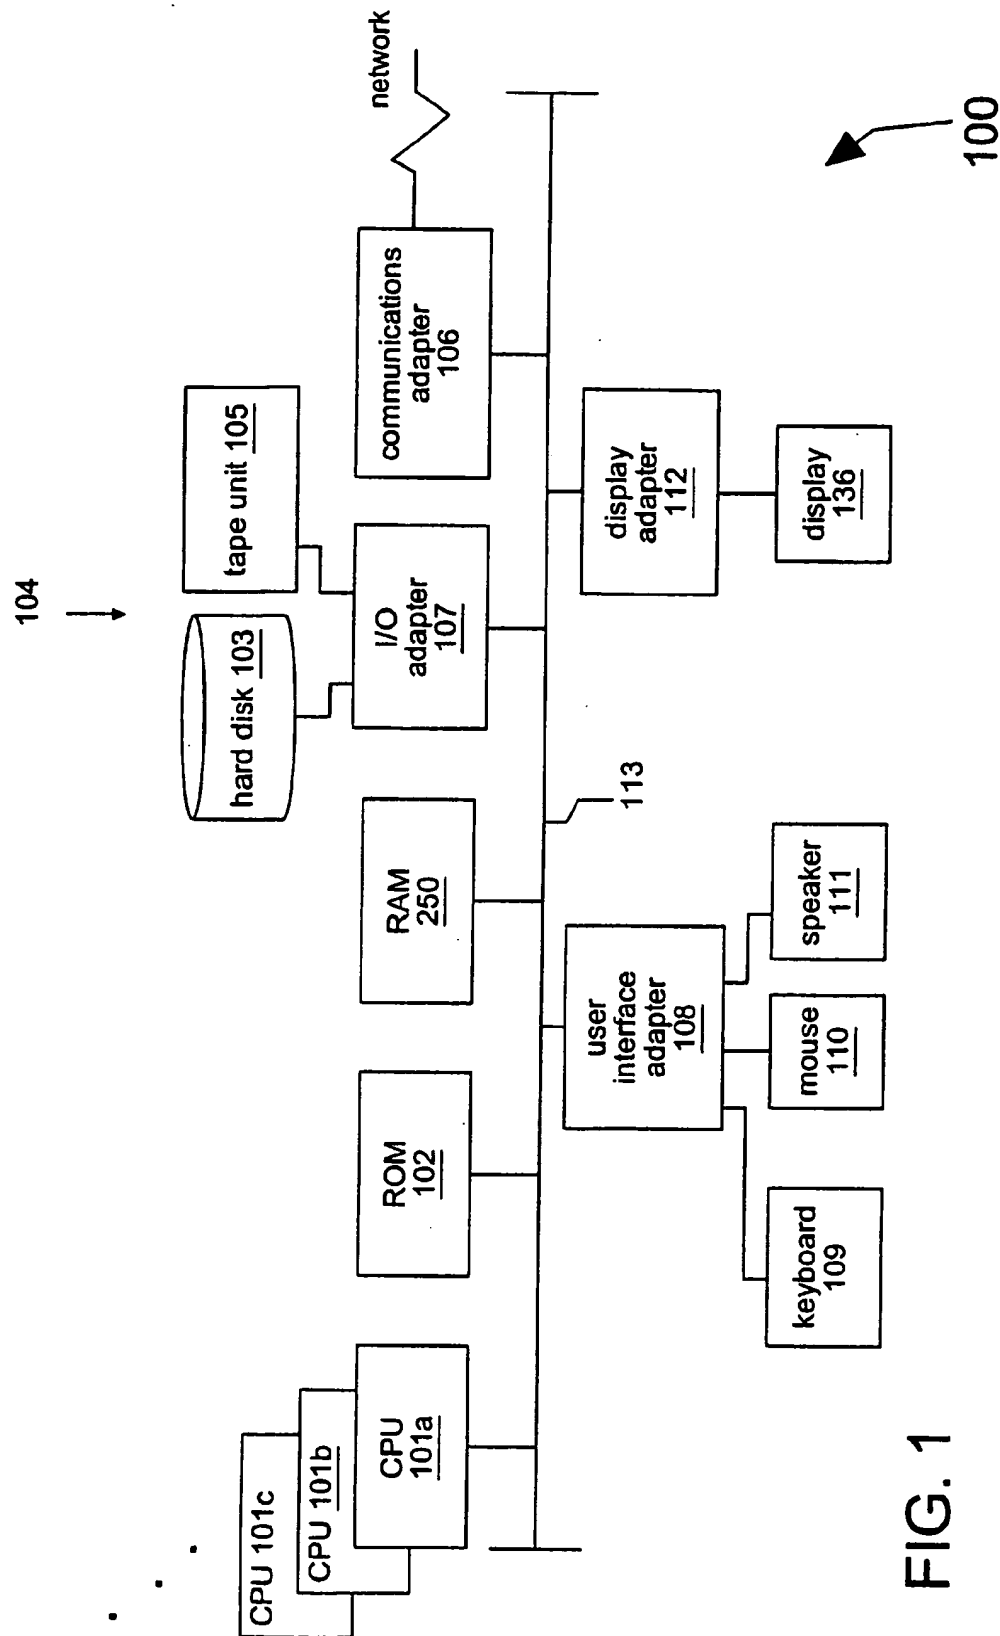 104
hard disk 103
tape unit 105
network
CPU 101c
CPU 101b
CPU
101a
ROM
102
RAM
250
I/O
adapter
107
communications
adapter
106
113
user
interface
adapter
108
display
adapter
112
keyboard
109
mouse
110
speaker
111
display
136
FIG. 1
100